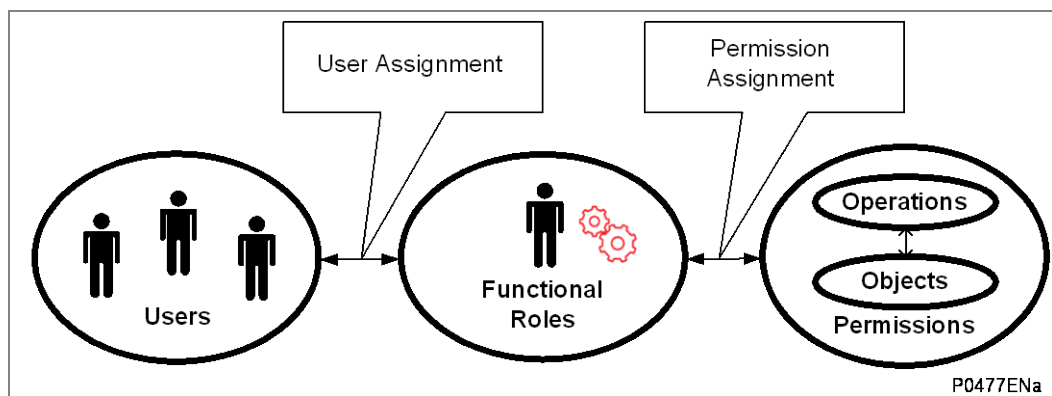 User Assignment
Permission
Assignment
Users
Functional
Roles
Operations
Objects
Permissions
P0477ENa